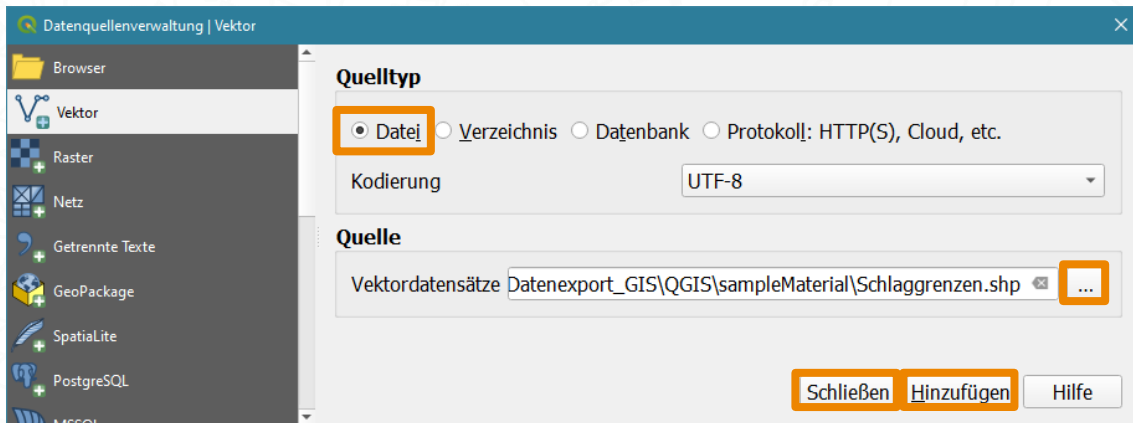 Datenquellenverwaltung | Vektor
Browser
Vektor
Raster
Netz
Getrennte Texte
GeoPackage
SpatiaLite
PostgreSQL
MSSQL
Quelltyp
Datei Verzeichnis Datenbank Protokoll: HTTP(S), Cloud, etc.
Kodierung UTF-8
Quelle
Vektordatensätze Datenexport_GIS\QGIS\sampleMaterial\Schlaggrenzen.shp ...
Schließen Hinzufügen Hilfe